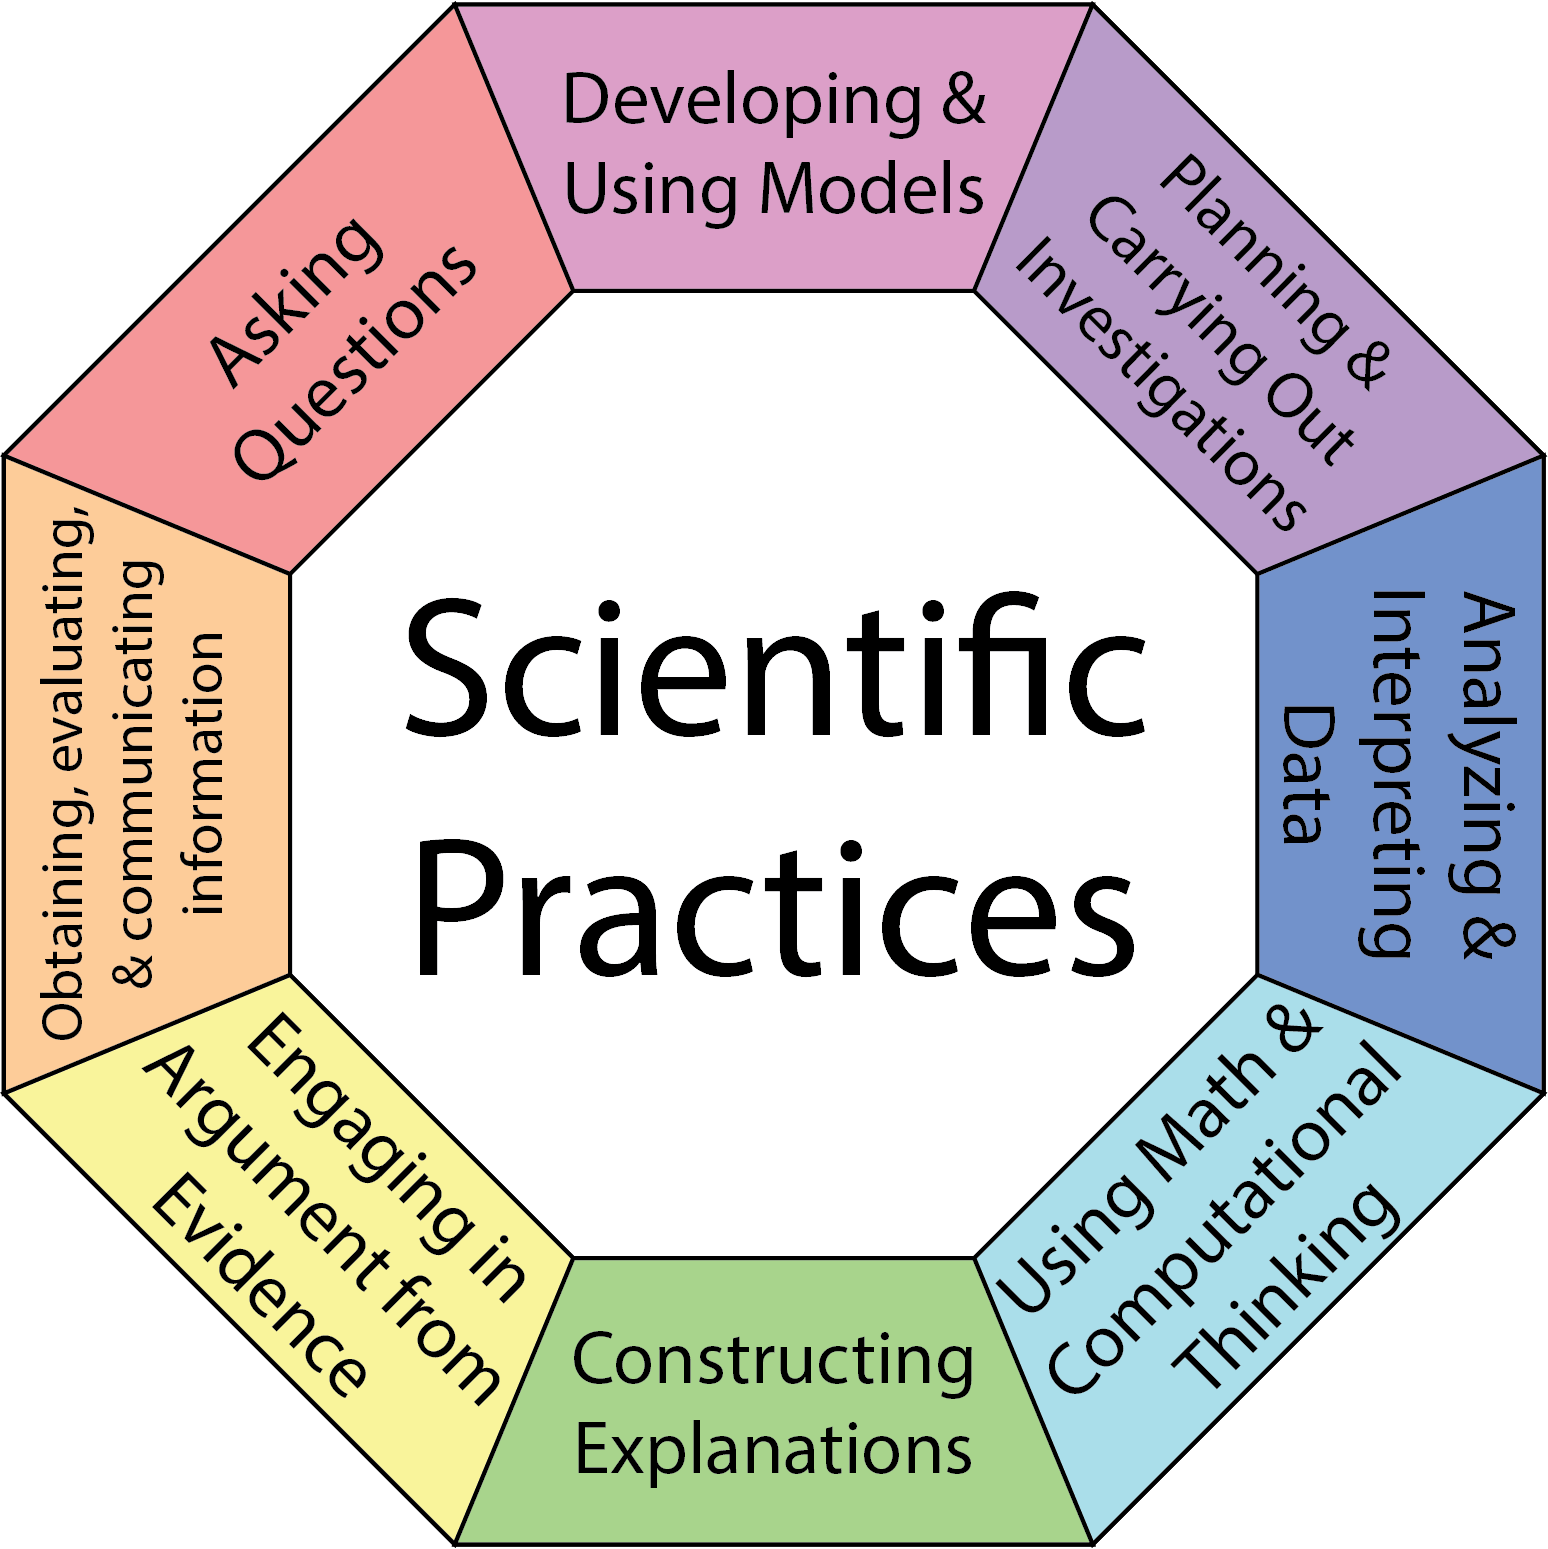 Developing &
Using Models
Planning &
Carrying Out
Investigations
Analyzing &
Interpreting
Data
Using Math &
Computational
Thinking
Constructing
Explanations
Engaging in
Argument from
Evidence
Obtaining, evaluating,
& communicating
information
Asking
Questions
Scientific
Practices